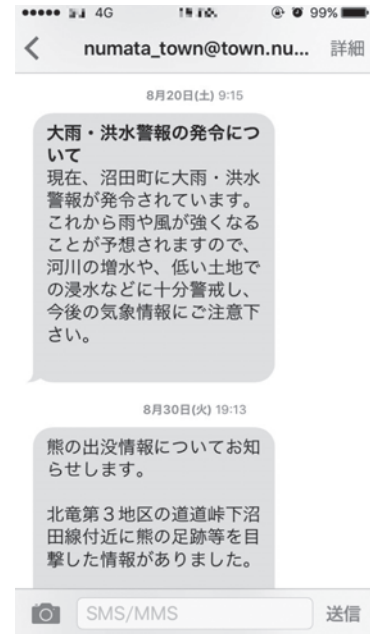 4G
99%
numata_town@town.nu... 詳細
8月20日(土) 9:15
大雨・洪水警報の発令につ
いて
現在、沼田町に大雨・洪水
警報が発令されています。
これから雨や風が強くなる
ことが予想されますので、
河川の増水や、低い土地で
の浸水などに十分警戒し、
今後の気象情報にご注意下
さい。
8月30日(火) 19:13
熊の出没情報についてお知
らせします。
北竜第3地区の道道峠下沼
田線付近に熊の足跡等を目
撃した情報がありました。
SMS/MMS 送信